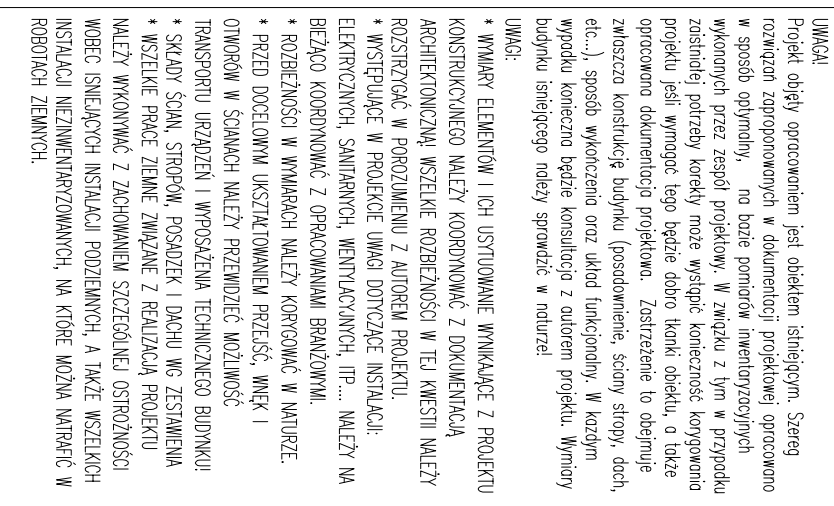 UWAGA!
Projekt objęty opracowaniem jest obiektem istniejącym. Szereg
rozwiązań zaproponowanych w dokumentacji projektowej opracowano
w sposób optymalny, na bazie pomiarów inwentaryzacyjnych
wykonanych przez zespół projektowy. W związku z tym w przypadku
zaistniałej potrzeby korekty może wystąpić konieczność korygowania
projektu jeśli wymagać tego będzie dobro tkanki obiektu, a także
opracowana dokumentacja projektowa. Zastrzeżenie to obejmuje
zwłaszcza konstrukcję budynku (posadowienie, ściany stropy, dach,
etc...), sposób wykończenia oraz układ funkcjonalny. W kazdym
wypadku konieczna będzie konsultacja z autorem projektu. Wymiary
budynku isniejącego należy sprawdzić w naturze!
UWAGI:
* WYMIARY ELEMENTÓW I ICH USYTUOWANIE WYNIKAJĄCE Z PROJEKTU
KONSTRUKCYJNEGO NALEŻY KOORDYNOWAĆ Z DOKUMENTACJĄ
ARCHITEKTONICZNĄ! WSZELKIE ROZBIEŻNOŚCI W TEJ KWESTII NALEŻY
ROZSTRZYGAĆ W POROZUMIENIU Z AUTOREM PROJEKTU.
* WYSTĘPUJĄCE W PROJEKCIE UWAGI DOTYCZĄCE INSTALACJI:
ELEKTRYCZNYCH, SANITARNYCH, WENTYLACYJNYCH, ITP.... NALEŻY NA
BIEŻĄCO KOORDYNOWAĆ Z OPRACOWANIAMI BRANŻOWYMI.
* ROZBIEŻNOŚCI W WYMIARACH NALEŻY KORYGOWAĆ W NATURZE.
* PRZED DOCELOWYM UKSZTAŁTOWANIEM PRZEJŚĆ, WNĘK I
OTWORÓW W ŚCIANACH NALEŻY PRZEWIDZIEĆ MOŻLIWOŚĆ
TRANSPORTU URZĄDZEŃ I WYPOSAŻENIA TECHNICZNEGO BUDYNKU!
* SKŁADY ŚCIAN, STROPÓW, POSADZEK I DACHU WG ZESTAWIENIA
* WSZELKIE PRACE ZIEMNE ZWIĄZANE Z REALIZACJĄ PROJEKTU
NALEŻY WYKONYWAĆ Z ZACHOWANEM SZCZEGÓLNEJ OSTROŻNOŚCI
WOBEC ISNIEJĄCYCH INSTALACJI PODZIEMNYCH, A TAKŻE WSZELKICH
INSTALACJI NIEZINWENTARYZOWANYCH, NA KTÓRE MOŻNA NATRAFIĆ W
ROBOTACH ZIEMNYCH.